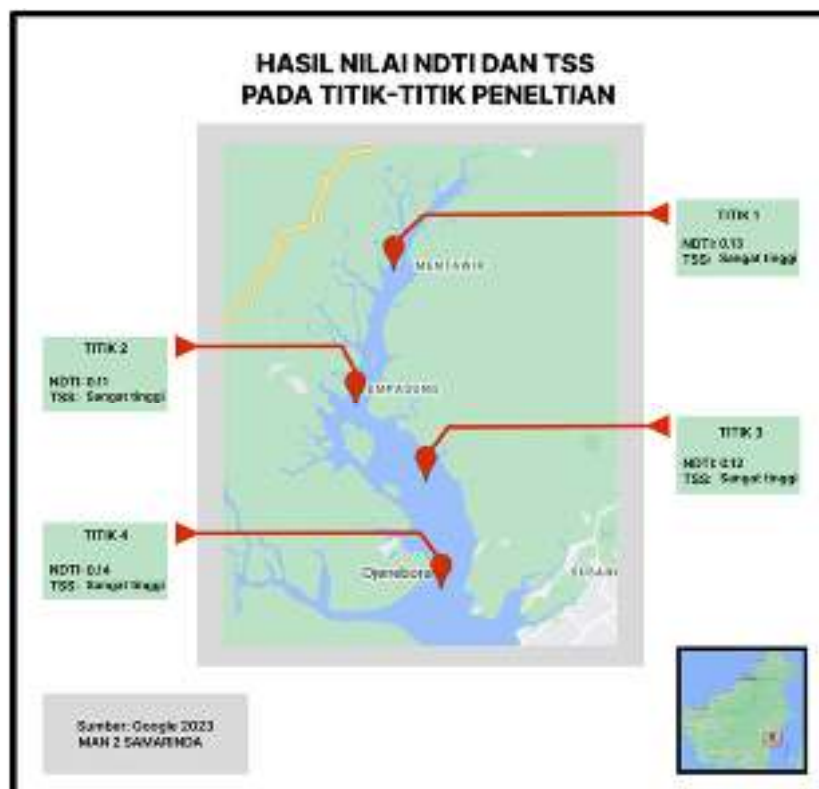 HASIL NILAI NDTI DAN TSS
PADA TITIK-TITIK PENELTIAN
TITIK 1
NDTI: 0.13
TSS: Sangat tinggi
MENTAWIR
TITIK 2
NDTI: 0.11
TSS: Sangat tinggi
TITIK 3
NDTI: 0.12
TSS: Sangat tinggi
TITIK 4
NDTI: 0.14
TSS: Sangat tinggi
Sumber: Google 2023
MAN 2 SAMARINDA